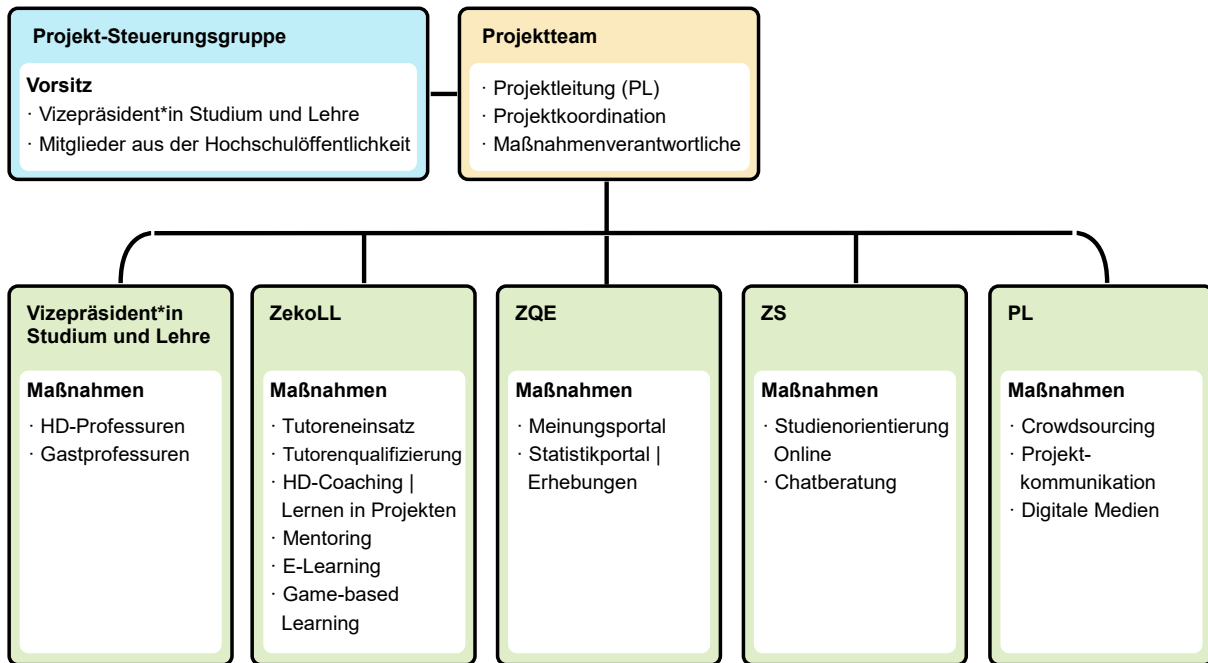 Projekt-Steuerungsgruppe
Vorsitz
· Vizepräsident*in Studium und Lehre
· Mitglieder aus der Hochschulöffentlichkeit
Projektteam
· Projektleitung (PL)
· Projektkoordination
· Maßnahmenverantwortliche
Vizepräsident*in
Studium und Lehre
Maßnahmen
· HD-Professuren
· Gastprofessuren
ZekoLL
Maßnahmen
· Tutoreneinsatz
· Tutorenqualifizierung
· HD-Coaching |
Lernen in Projekten
· Mentoring
· E-Learning
· Game-based
Learning
ZQE
Maßnahmen
· Meinungsportal
· Statistikportal |
Erhebungen
ZS
Maßnahmen
· Studienorientierung
Online
· Chatberatung
PL
Maßnahmen
· Crowdsourcing
· Projekt-
kommunikation
· Digitale Medien